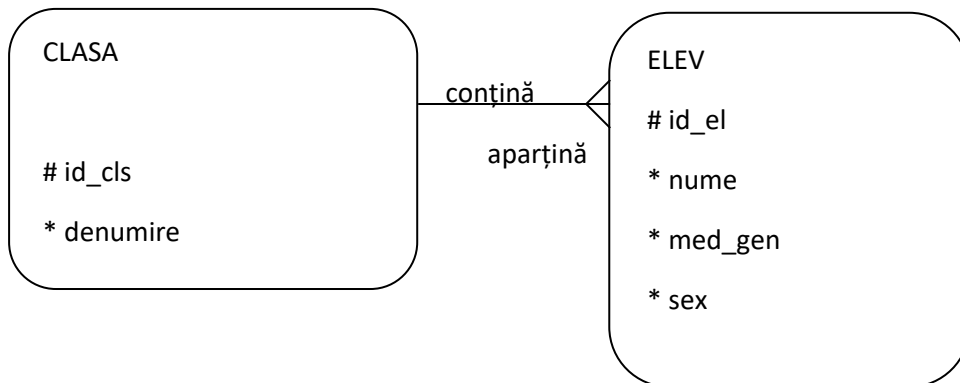 CLASA
# id_cls
* denumire
conțină
aparțină
ELEV
# id_el
* nume
* med_gen
* sex